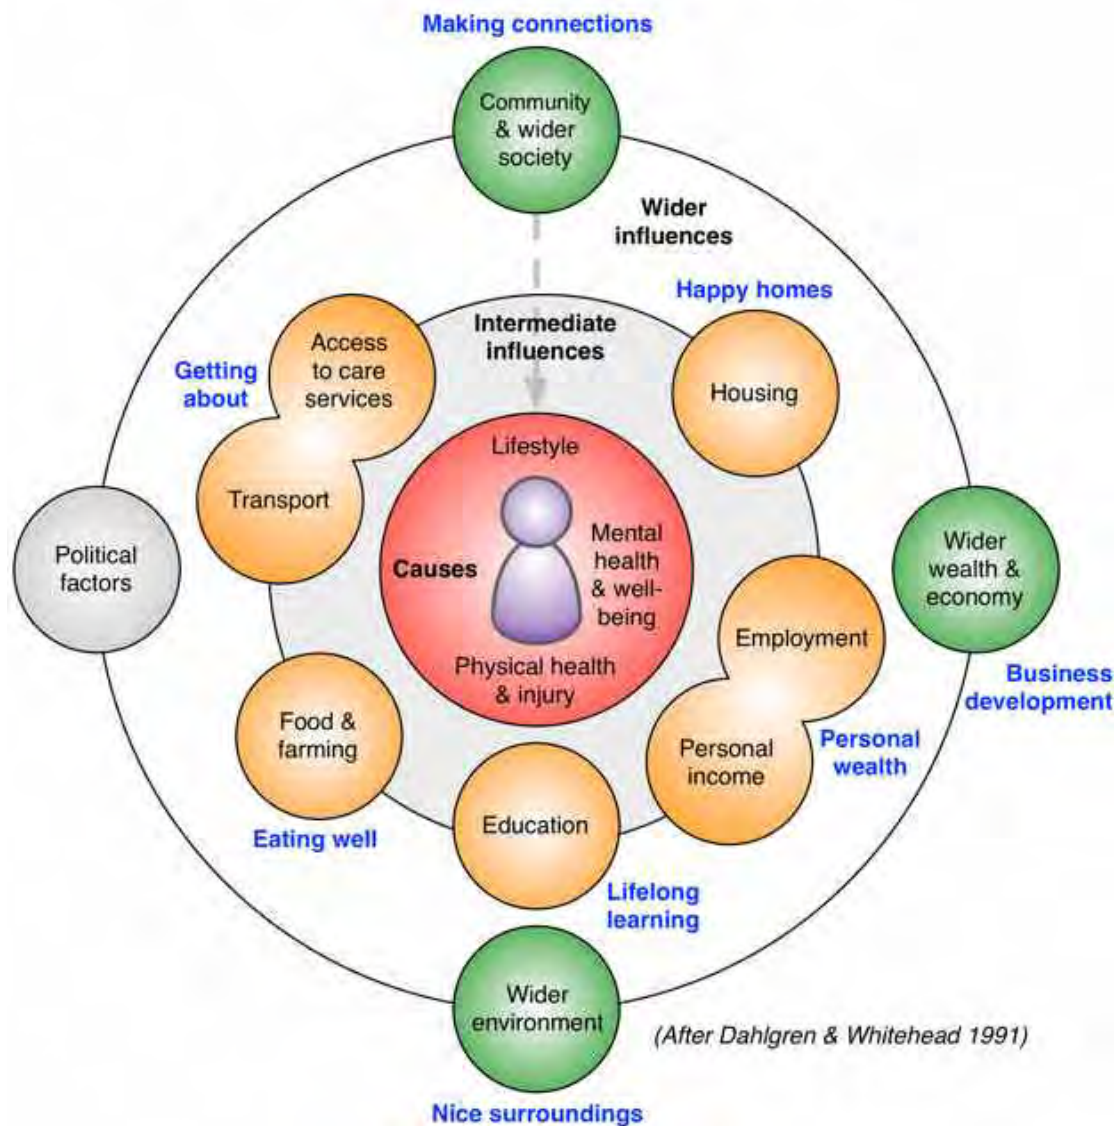 Making connections
Community
& wider
society
Wider
influences
Happy homes
Intermediate
influences
Access
to care
services
Getting
about
Housing
Transport
Lifestyle
Mental
health
& well-
being
Causes
Physical health
& injury
Political
factors
Wider
wealth &
economy
Business
development
Employment
Personal
income
Personal
wealth
Food &
farming
Eating well
Education
Lifelong
learning
Wider
environment
(After Dahlgren & Whitehead 1991)
Nice surroundings